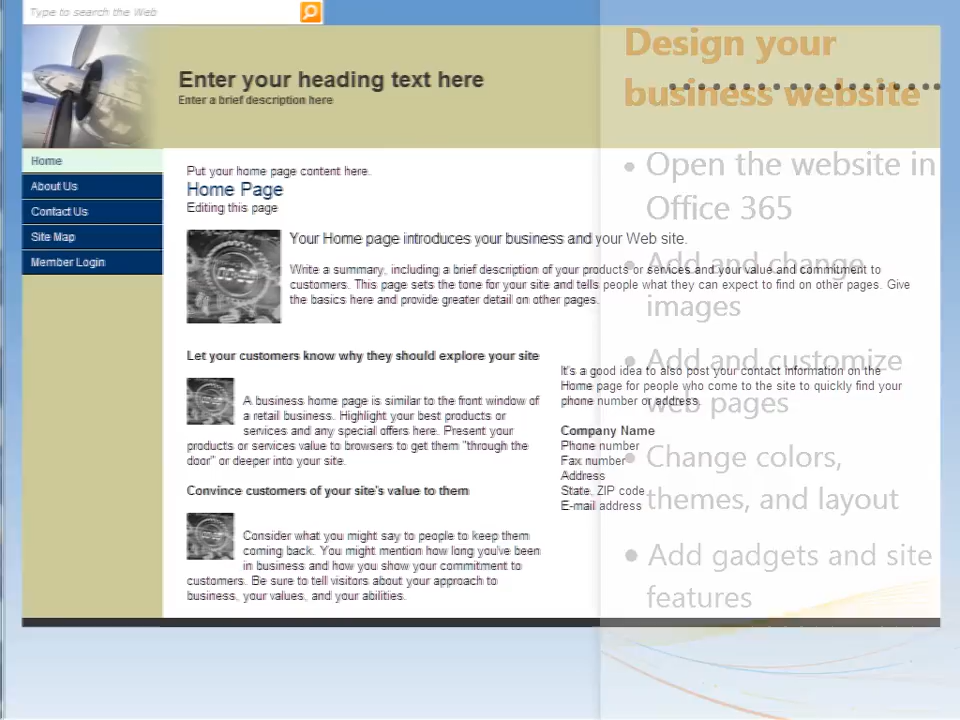 Type to search the Web
Enter your heading text here
Enter a brief description here
Home
About Us
Contact Us
Site Map
Member Login
Put your home page content here.
Home Page
Editing this page
Your Home page introduces your business and your Web site.
Write a summary, including a brief description of your products or services and your value and commitment to
customers. This page sets the tone for your site and tells people what they can expect to find on other pages. Give
the basics here and provide greater detail on other pages.
Let your customers know why they should explore your site
A business home page is similar to the front window of
a retail business. Highlight your best products or
services and any special offers here. Present your
products or services value to browsers to get them "through the
door" or deeper into your site.
Convince customers of your site's value to them
Consider what you might say to people to keep them
coming back. You might mention how long you've been
in business and how you show your commitment to
customers. Be sure to tell visitors about your approach to
business, your values, and your abilities.
It's a good idea to also post your contact information on the
Home page for people who come to the site to quickly find your
phone number or address.
Company Name
Phone number
Fax number
Address
State, ZIP code
E-mail address
Design your
business website
• Open the website in
Office 365
• Add and change
images
• Add and customize
web pages
• Change colors,
themes, and layout
• Add gadgets and site
features